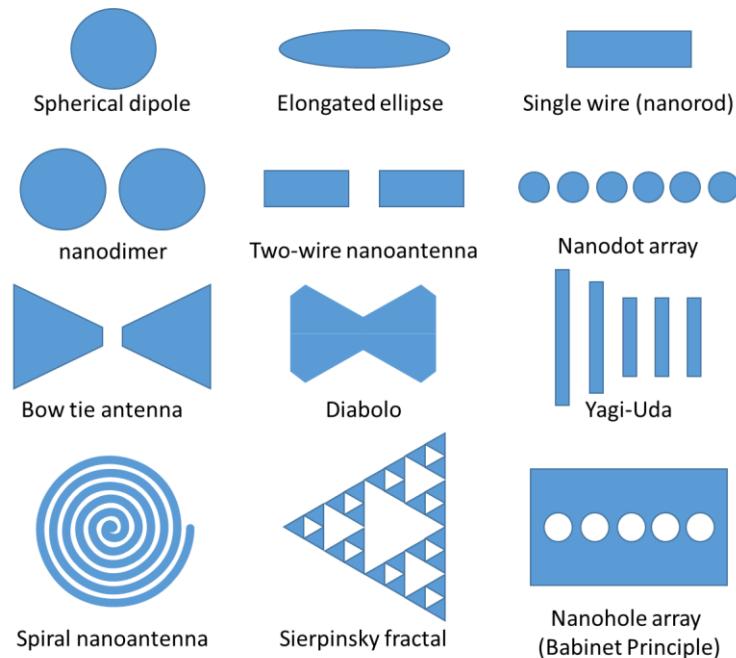 Spherical dipole
Elongated ellipse
Single wire (nanorod)
nanodimer
Two-wire nanoantenna
Nanodot array
Bow tie antenna
Diabolo
Yagi-Uda
Spiral nanoantenna
Sierpinsky fractal
Nanohole array
(Babinet Principle)